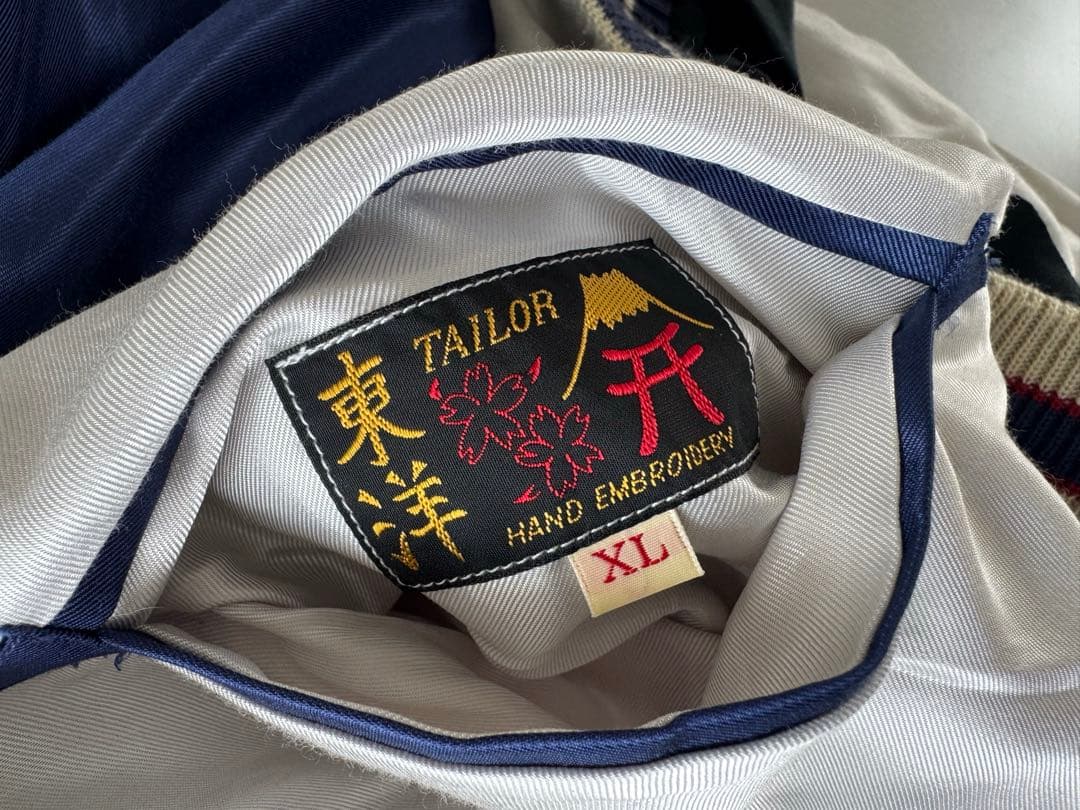 TAILOR
東洋
HAND EMBROIDERY
XL